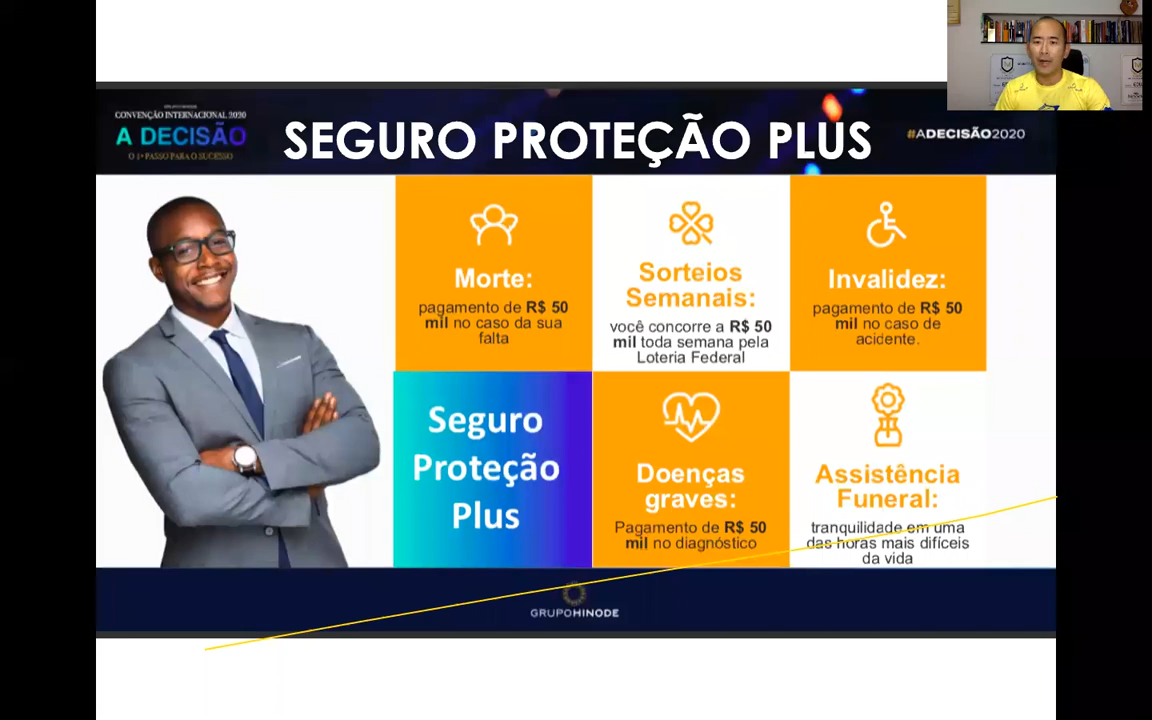 CONVENÇÃO INTERNACIONAL 2020
A DECISÃO
O 1º PASSO PARA O SUCESSO
SEGURO PROTEÇÃO PLUS
#ADECISÃO2020
Morte:
pagamento de R$ 50
mil no caso da sua
falta
Sorteios
Semanais:
você concorre a R$ 50
mil toda semana pela
Loteria Federal
Invalidez:
pagamento de R$ 50
mil no caso de
acidente.
Seguro
Proteção
Plus
Doenças
graves:
Pagamento de R$ 50
mil no diagnóstico
Assistência
Funeral:
tranquilidade em uma
das horas mais difíceis
da vida
GRUPOHINODE